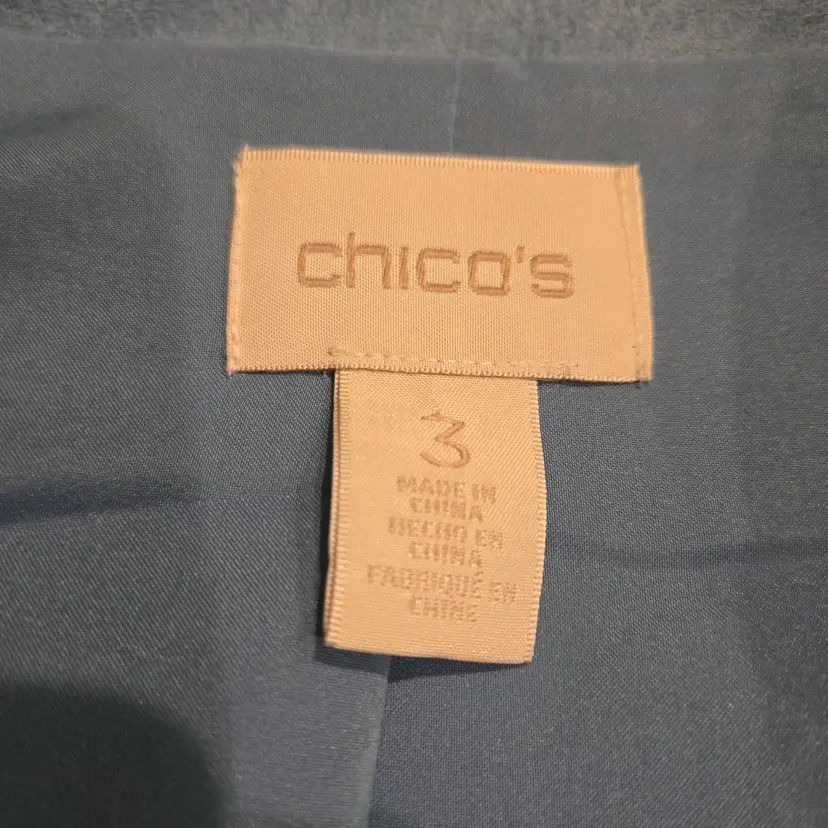 chico's
3
MADE IN
CHINA
HECHO EN
CHINA
FABRIQUÉ EN
CHINE